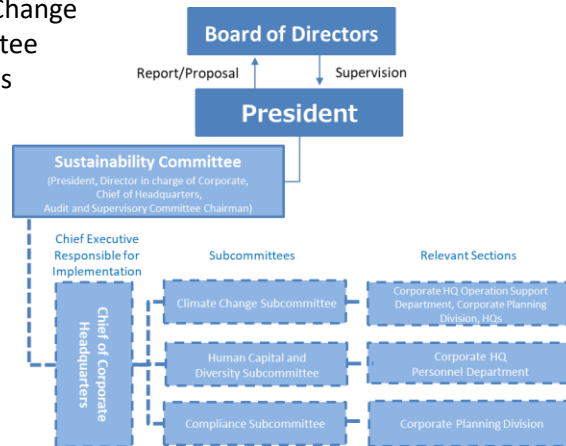 Change
ttee
s
Board of Directors
Report/Proposal
Supervision
President
Sustainability Committee
(President, Director in charge of Corporate,
Chief of Headquarters,
Audit and Supervisory Committee Chairman)
Chief Executive
Responsible for
Implementation
Subcommittees
Relevant Sections
Chief of Corporate
Headquarters
Climate Change Subcommittee
Corporate HQ Operation Support
Department, Corporate Planning
Division, HQs
Human Capital and
Diversity Subcommittee
Corporate HQ
Personnel Department
Compliance Subcommittee
Corporate Planning Division